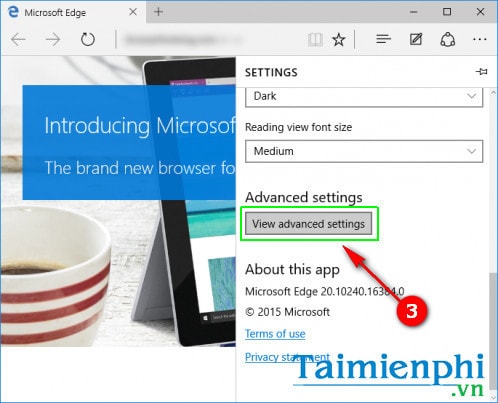 Microsoft Edge
SETTINGS
Dark
Reading view font size
Medium
Introducing Microsof
The brand new browser fo
Advanced settings
View advanced settings
3
About this app
Microsoft Edge 20.10240.16384.0
© 2015 Microsoft
Terms of use
Privacy statement
Taimienphi
.vn